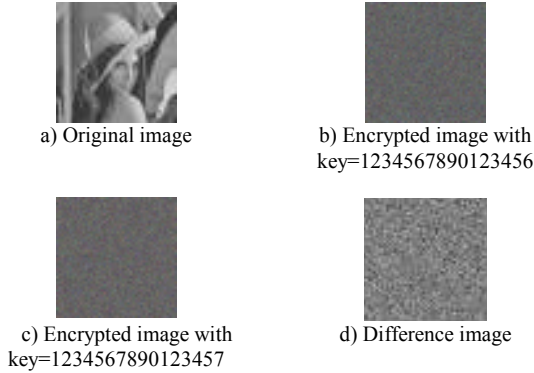 a) Original image
b) Encrypted image with
key=1234567890123456
c) Encrypted image with
key=1234567890123457
d) Difference image